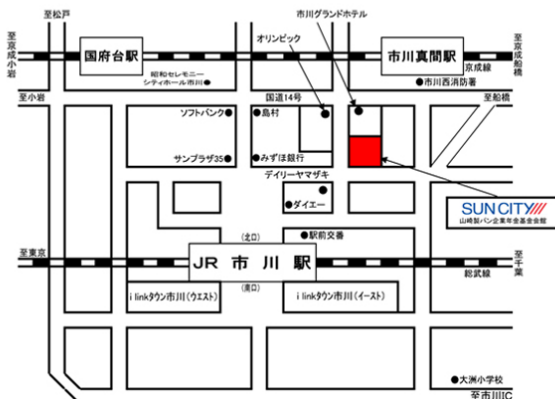 至松戸
市川グランドホテル
オリンピック
至京成小岩
国府台駅
市川真間駅
京成線
至京成船橋
昭和セレモニー
シティホール市川
市川西消防署
至小岩
国道14号
至船橋
ソフトバンク
島村
サンプラザ35
みずほ銀行
デイリーヤマザキ
ダイエー
SUNCITY
山崎製パン企業年金基金会館
(北口)
駅前交番
至東京
JR市川駅
至千葉
総武線
(南口)
i linkタウン市川(ウエスト)
i linkタウン市川(イースト)
大洲小学校
至市川IC